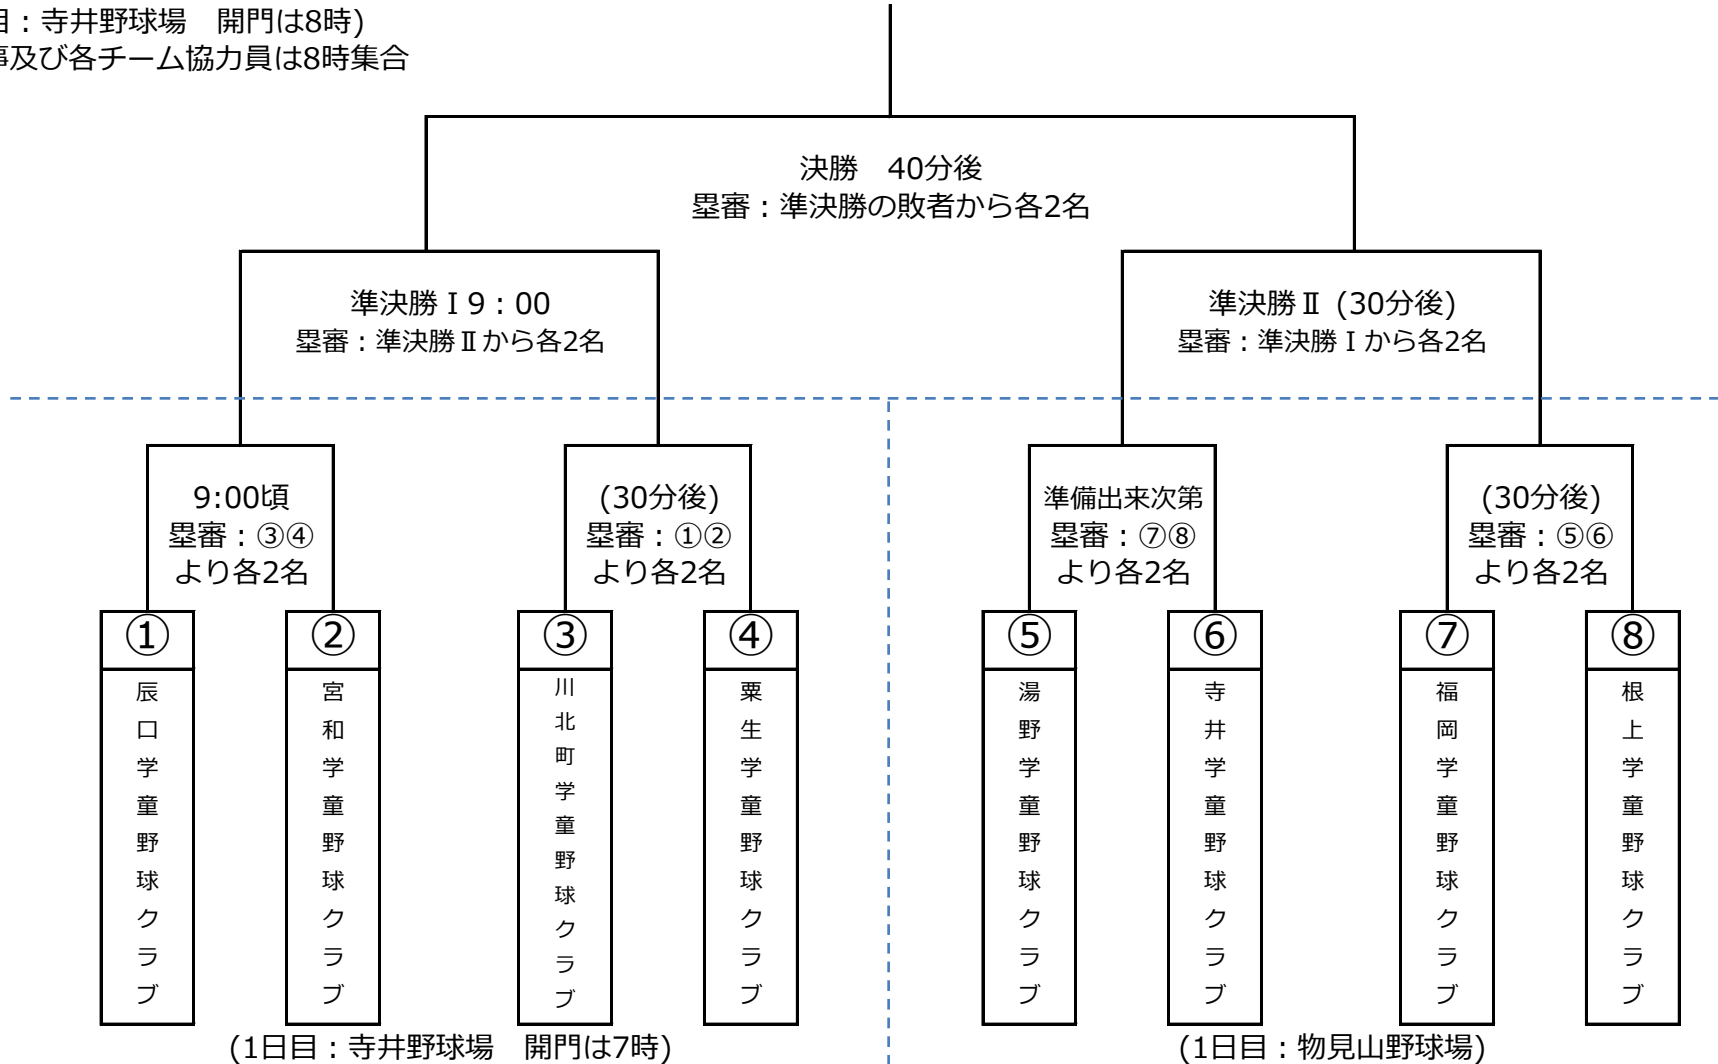 目：寺井野球場　開門は8時)
事及び各チーム協力員は8時集合
決勝　40分後
塁審：準決勝の敗者から各2名
準決勝Ⅰ9：00
塁審：準決勝Ⅱから各2名
準決勝Ⅱ (30分後)
塁審：準決勝Ⅰから各2名
9:00頃
塁審：③④
より各2名
(30分後)
塁審：①②
より各2名
準備出来次第
塁審：⑦⑧
より各2名
(30分後)
塁審：⑤⑥
より各2名
①
辰口学童野球クラブ
②
宮和学童野球クラブ
③
川北町学童野球クラブ
④
粟生学童野球クラブ
⑤
湯野学童野球クラブ
⑥
寺井学童野球クラブ
⑦
福岡学童野球クラブ
⑧
根上学童野球クラブ
(1日目：寺井野球場　開門は7時)
(1日目：物見山野球場)